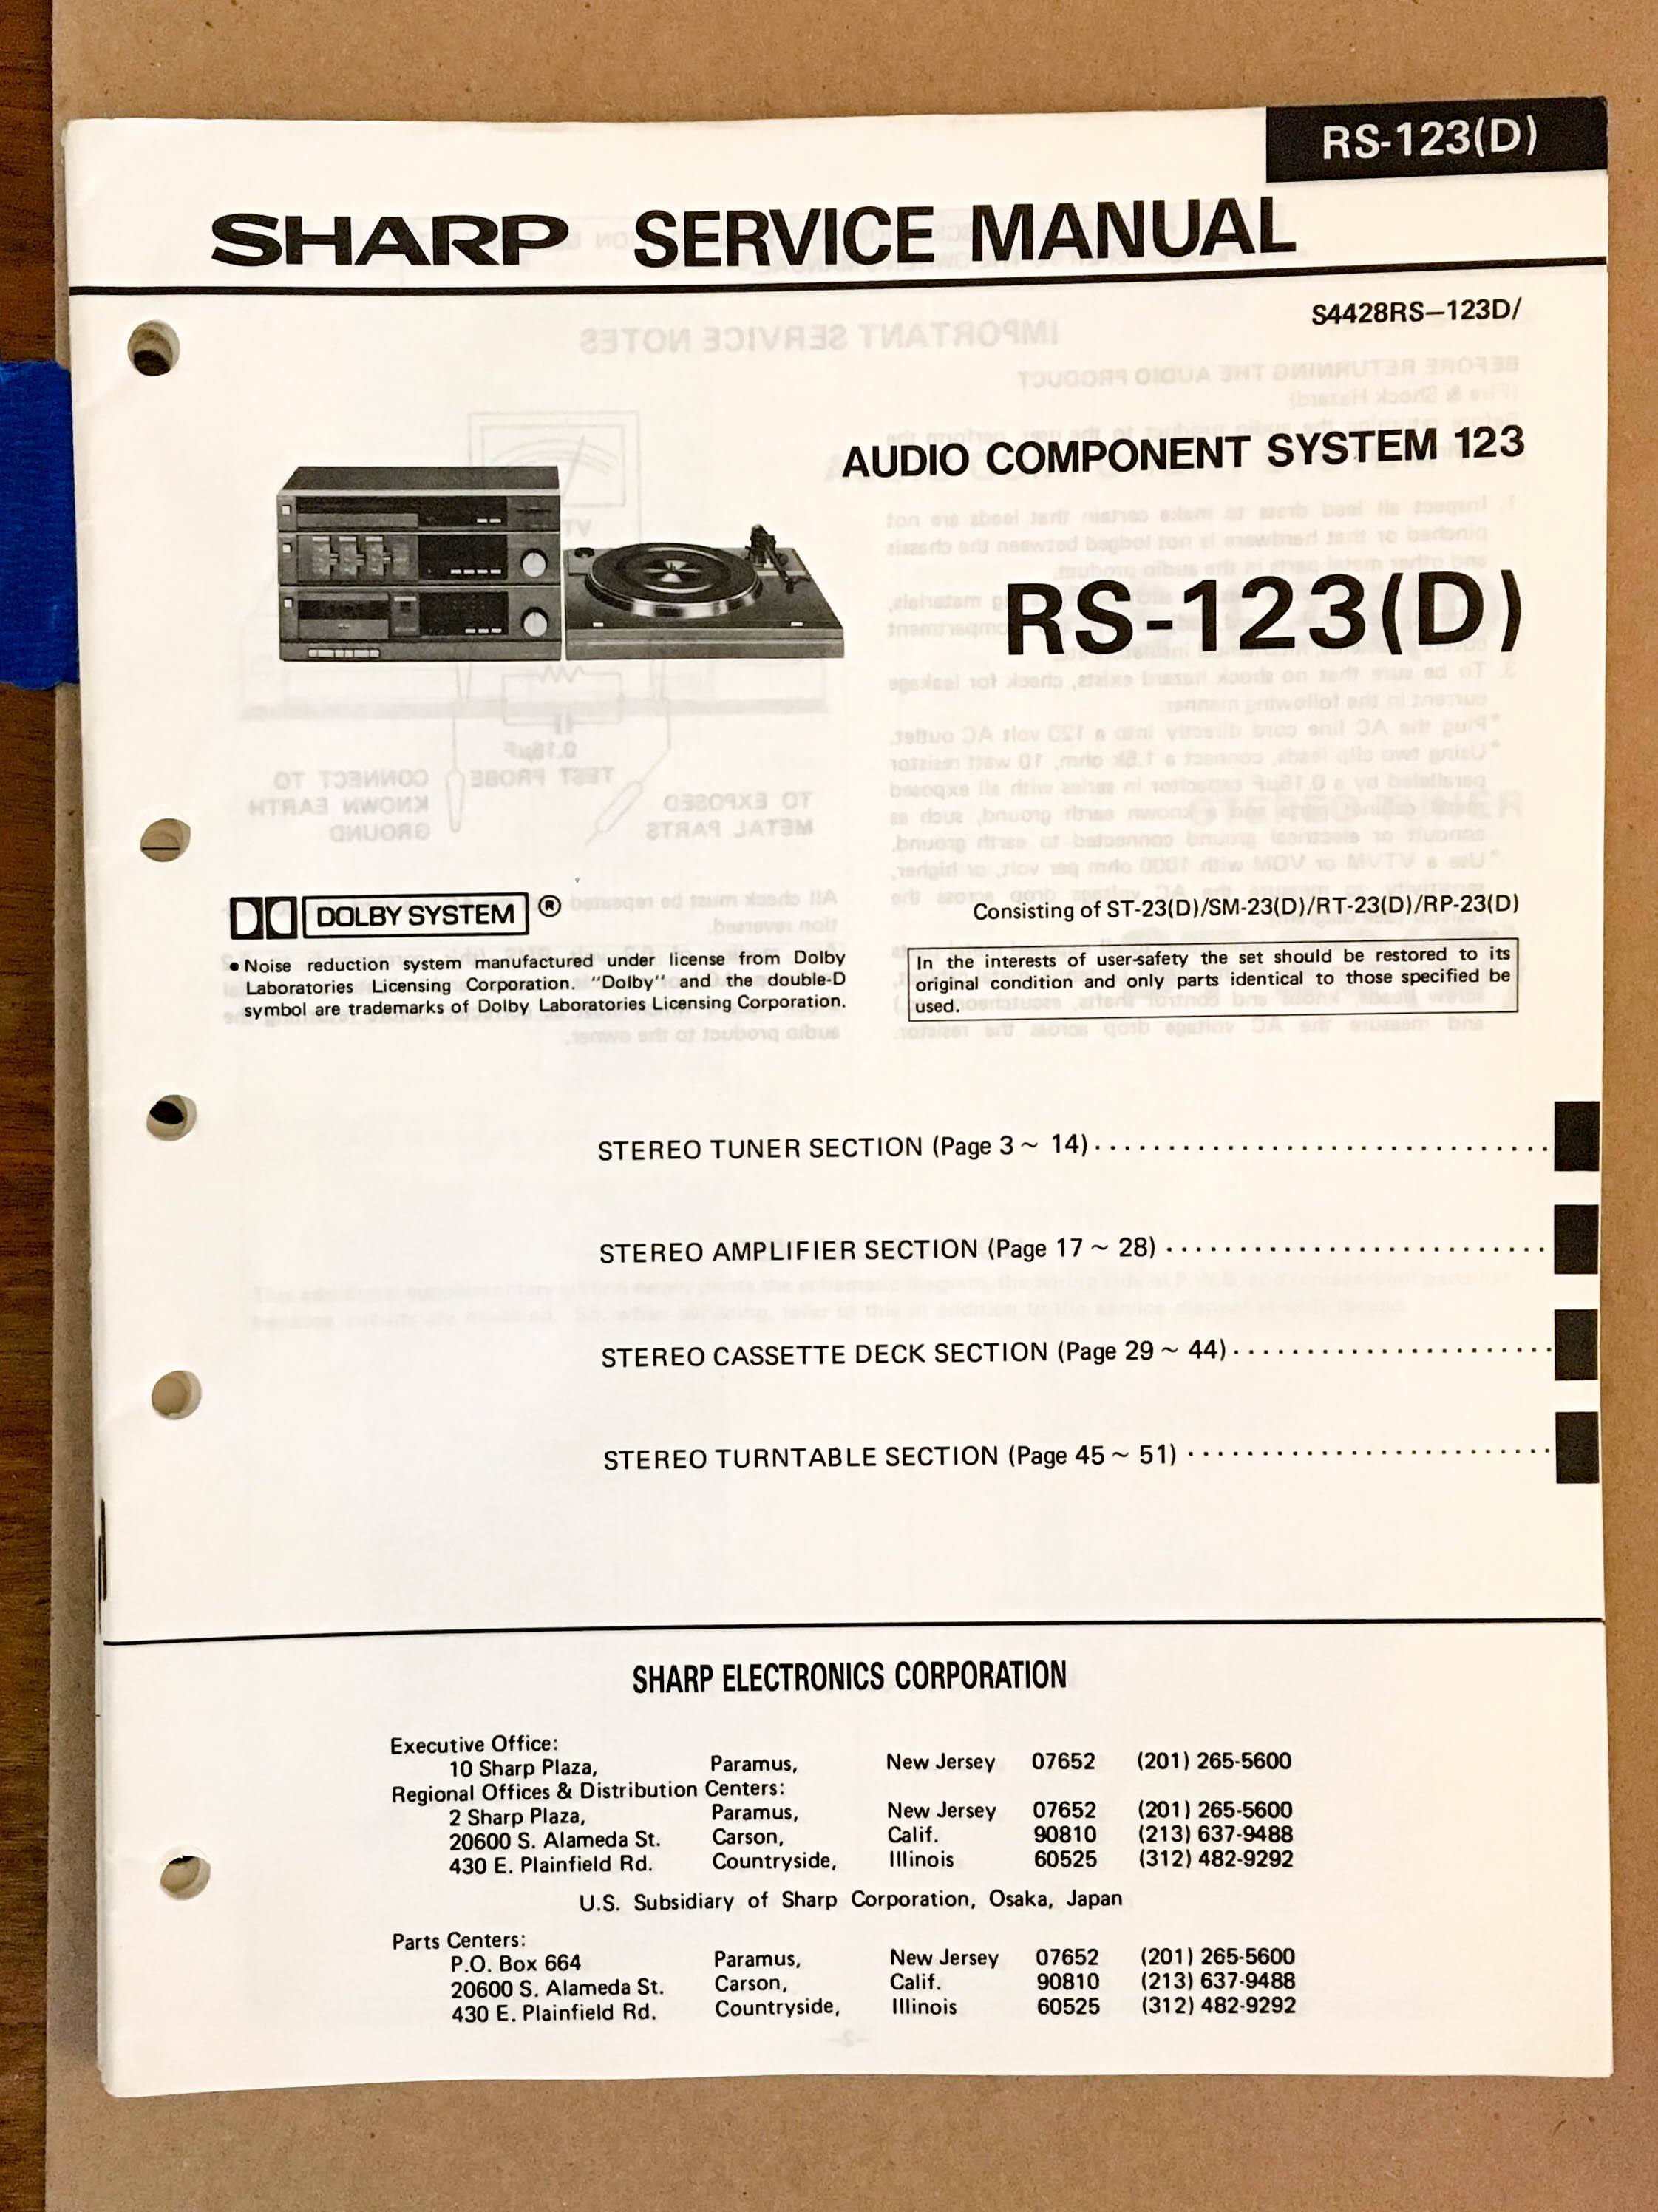 RS-123(D)
SHARP SERVICE MANUAL
S4428RS–123D/
AUDIO COMPONENT SYSTEM 123
RS-123(D)
DOLBY SYSTEM ®
● Noise reduction system manufactured under license from Dolby
Laboratories Licensing Corporation. "Dolby" and the double-D
symbol are trademarks of Dolby Laboratories Licensing Corporation.
Consisting of ST-23(D)/SM-23(D)/RT-23(D)/RP-23(D)
In the interests of user-safety the set should be restored to its
original condition and only parts identical to those specified be
used.
STEREO TUNER SECTION (Page 3 ~ 14)
STEREO AMPLIFIER SECTION (Page 17 ~ 28)
STEREO CASSETTE DECK SECTION (Page 29 ~ 44)
STEREO TURNTABLE SECTION (Page 45 ~ 51)
SHARP ELECTRONICS CORPORATION
Executive Office:
10 Sharp Plaza, Paramus, New Jersey 07652 (201) 265-5600
Regional Offices & Distribution Centers:
2 Sharp Plaza, Paramus, New Jersey 07652 (201) 265-5600
20600 S. Alameda St. Carson, Calif. 90810 (213) 637-9488
430 E. Plainfield Rd. Countryside, Illinois 60525 (312) 482-9292
U.S. Subsidiary of Sharp Corporation, Osaka, Japan
Parts Centers:
P.O. Box 664 Paramus, New Jersey 07652 (201) 265-5600
20600 S. Alameda St. Carson, Calif. 90810 (213) 637-9488
430 E. Plainfield Rd. Countryside, Illinois 60525 (312) 482-9292